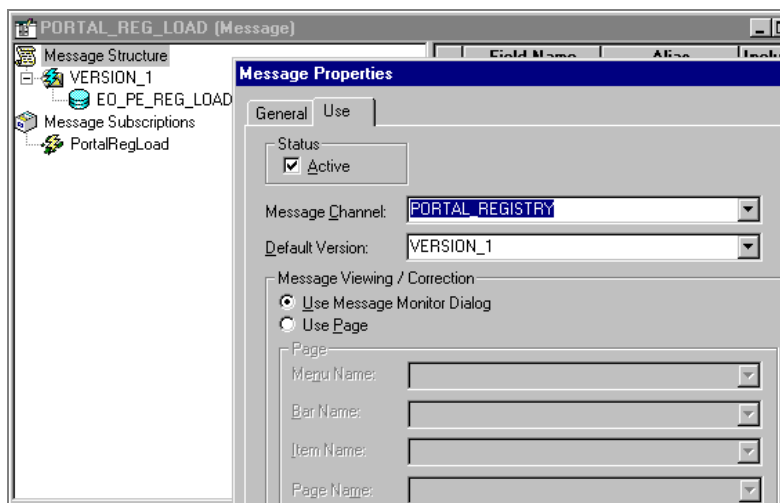 PORTAL_REG_LOAD (Message)
Message Structure
VERSION_1
EO_PE_REG_LOAD
Message Subscriptions
PortalRegLoad
Field Name Alias
Message Properties
General Use
Status
Active
Message Channel: PORTAL_REGISTRY
Default Version: VERSION_1
Message Viewing / Correction
Use Message Monitor Dialog
Use Page
Page
Menu Name:
Bar Name:
Item Name:
Page Name: